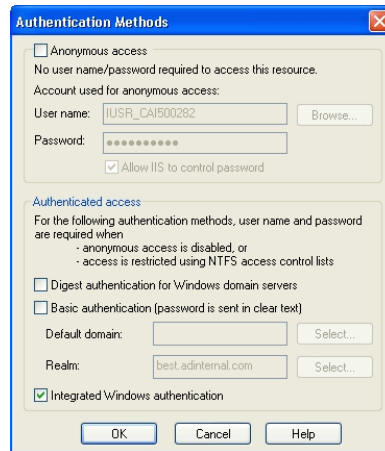 Authentication Methods
Anonymous access
No user name/password required to access this resource.
Account used for anonymous access:
User name: IUSR_CAI500282 Browse...
Password: ••••••••••
Allow IIS to control password
Authenticated access
For the following authentication methods, user name and password
are required when
- anonymous access is disabled, or
- access is restricted using NTFS access control lists
Digest authentication for Windows domain servers
Basic authentication (password is sent in clear text)
Default domain: Select...
Realm: best.adinternal.com Select...
Integrated Windows authentication
OK Cancel Help